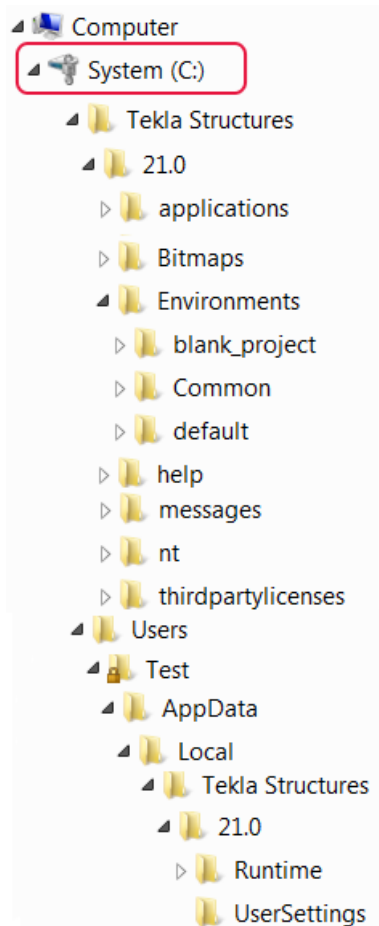 Computer
System (C:)
Tekla Structures
21.0
applications
Bitmaps
Environments
blank_project
Common
default
help
messages
nt
thirdpartylicenses
Users
Test
AppData
Local
Tekla Structures
21.0
Runtime
UserSettings